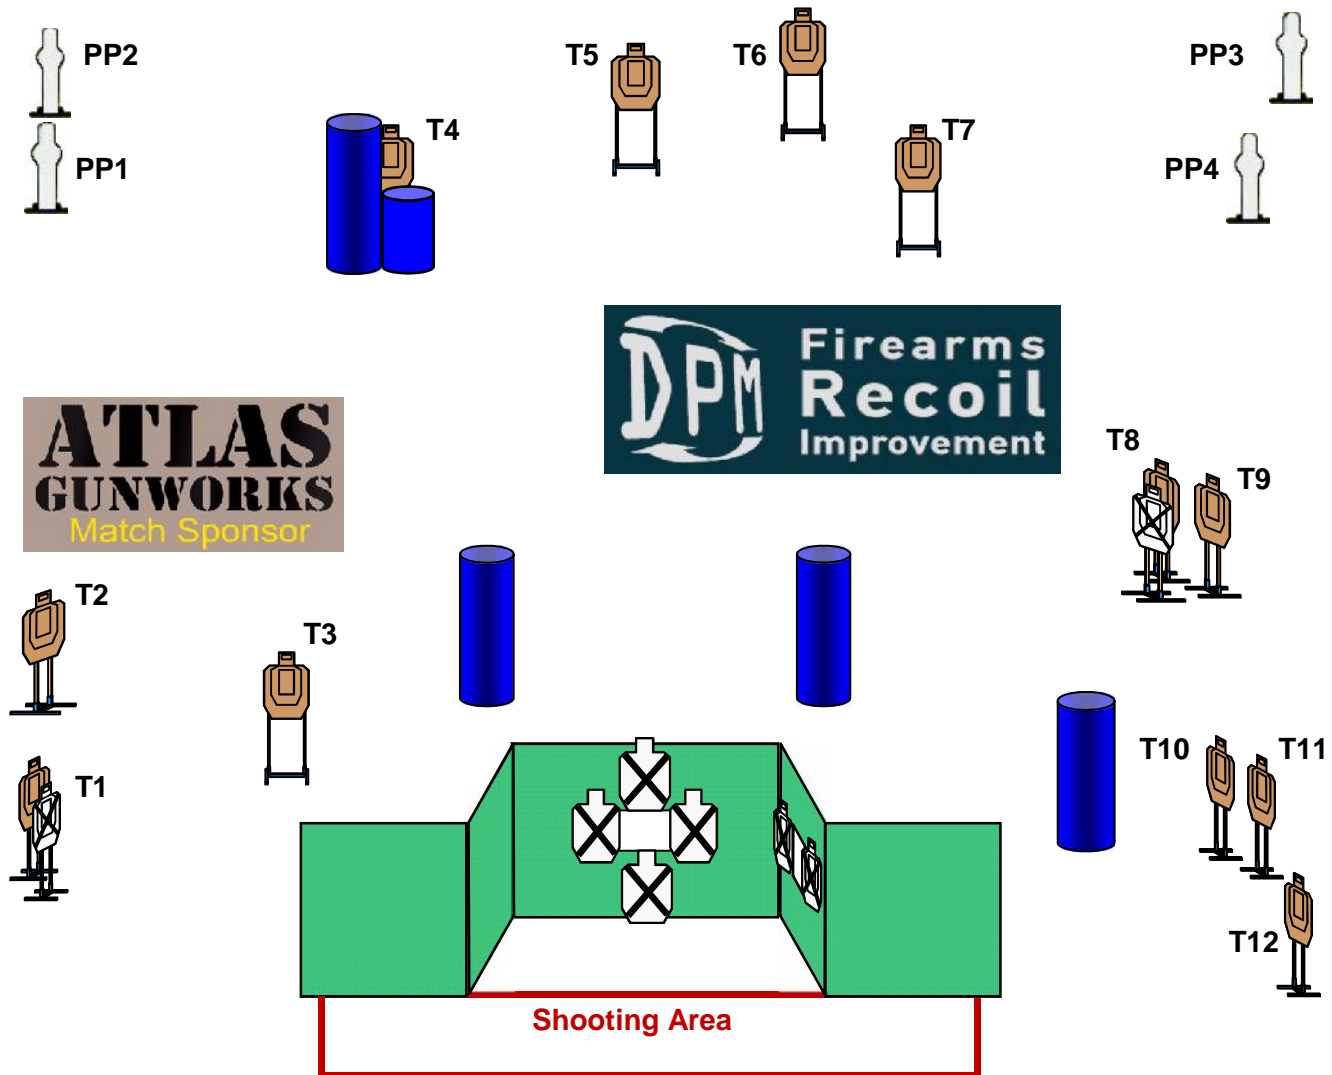 PP2
T5
T6
PP3
PP1
T4
T7
PP4
DPM
Firearms
Recoil
Improvement
ATLAS
GUNWORKS
Match Sponsor
T8
T9
T2
T3
T1
T10
T11
T12
Shooting Area